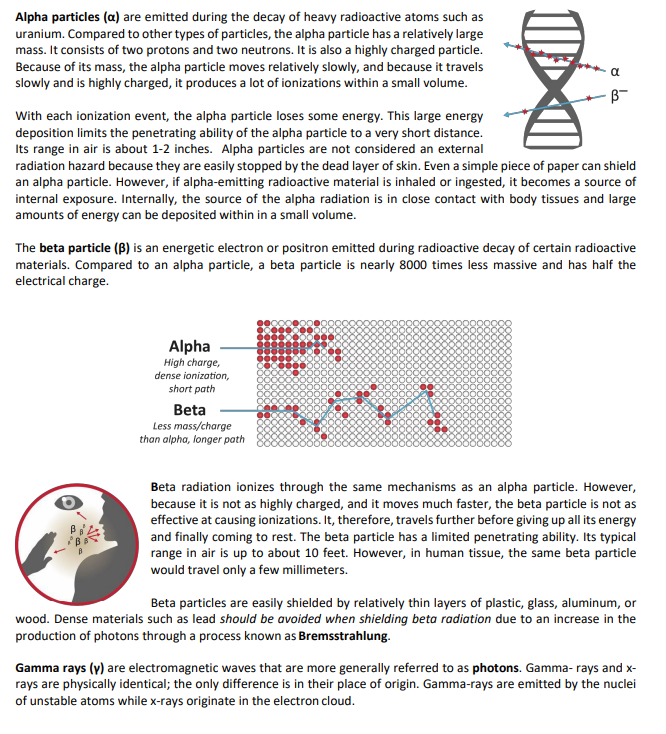 Alpha particles (α) are emitted during the decay of heavy radioactive atoms such as
uranium. Compared to other types of particles, the alpha particle has a relatively large
mass. It consists of two protons and two neutrons. It is also a highly charged particle.
Because of its mass, the alpha particle moves relatively slowly, and because it travels
slowly and is highly charged, it produces a lot of ionizations within a small volume.
α
β−
With each ionization event, the alpha particle loses some energy. This large energy
deposition limits the penetrating ability of the alpha particle to a very short distance.
Its range in air is about 1-2 inches. Alpha particles are not considered an external
radiation hazard because they are easily stopped by the dead layer of skin. Even a simple piece of paper can shield
an alpha particle. However, if alpha-emitting radioactive material is inhaled or ingested, it becomes a source of
internal exposure. Internally, the source of the alpha radiation is in close contact with body tissues and large
amounts of energy can be deposited within in a small volume.
The beta particle (β) is an energetic electron or positron emitted during radioactive decay of certain radioactive
materials. Compared to an alpha particle, a beta particle is nearly 8000 times less massive and has half the
electrical charge.
Alpha
High charge,
dense ionization,
short path
Beta
Less mass/charge
than alpha, longer path
Beta radiation ionizes through the same mechanisms as an alpha particle. However,
because it is not as highly charged, and it moves much faster, the beta particle is not as
effective at causing ionizations. It, therefore, travels further before giving up all its energy
and finally coming to rest. The beta particle has a limited penetrating ability. Its typical
range in air is up to about 10 feet. However, in human tissue, the same beta particle
would travel only a few millimeters.
β β
β β β
β
Beta particles are easily shielded by relatively thin layers of plastic, glass, aluminum, or
wood. Dense materials such as lead should be avoided when shielding beta radiation due to an increase in the
production of photons through a process known as Bremsstrahlung.
Gamma rays (γ) are electromagnetic waves that are more generally referred to as photons. Gamma- rays and x-
rays are physically identical; the only difference is in their place of origin. Gamma-rays are emitted by the nuclei
of unstable atoms while x-rays originate in the electron cloud.